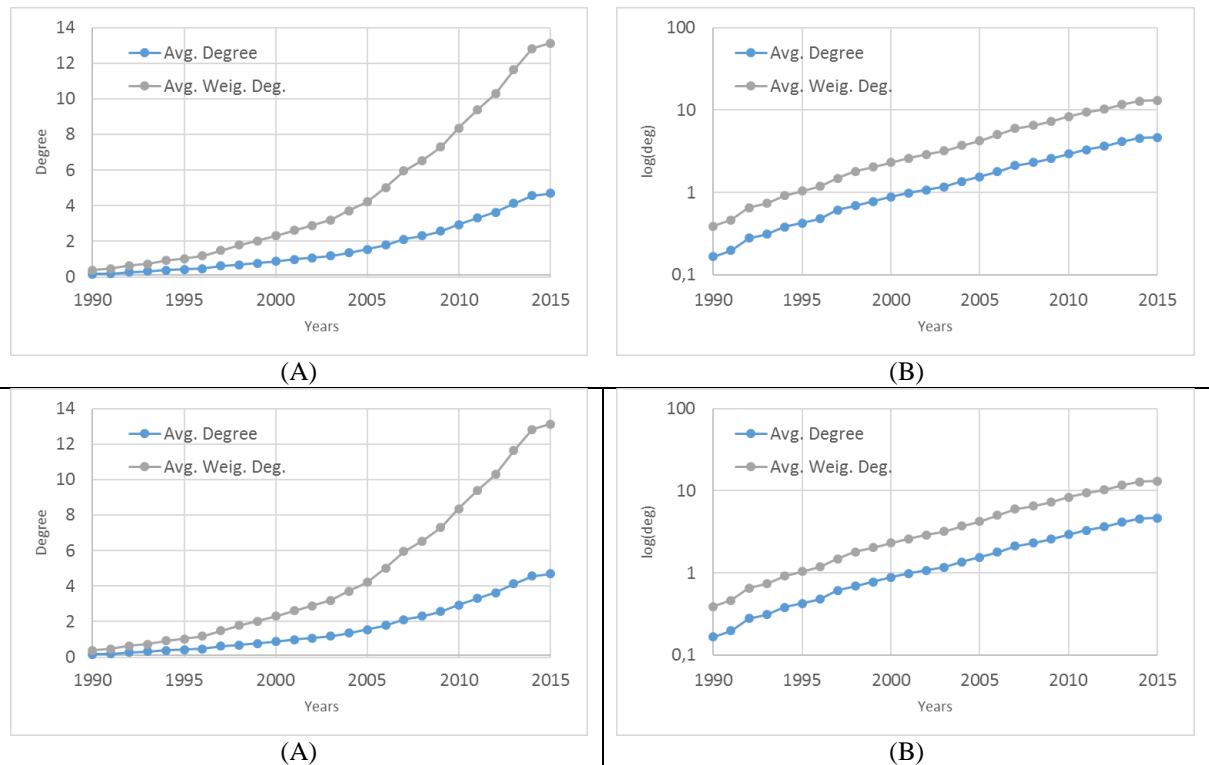 14
12
10
8
6
4
2
0
Degree
Avg. Degree
Avg. Weig. Deg.
1990 1995 2000 2005 2010 2015
Years
(A)
100
10
1
0,1
log(deg)
Avg. Degree
Avg. Weig. Deg.
1990 1995 2000 2005 2010 2015
Years
(B)
14
12
10
8
6
4
2
0
Degree
Avg. Degree
Avg. Weig. Deg.
1990 1995 2000 2005 2010 2015
Years
(A)
100
10
1
0,1
log(deg)
Avg. Degree
Avg. Weig. Deg.
1990 1995 2000 2005 2010 2015
Years
(B)